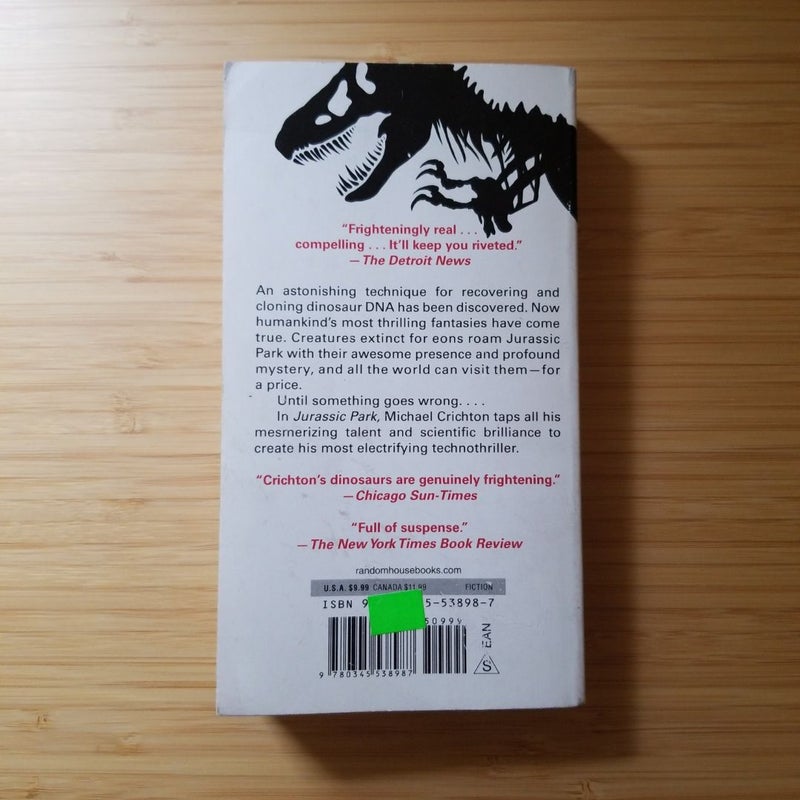 “Frighteningly real . . .
compelling . . . It’ll keep you riveted.”
— The Detroit News
An astonishing technique for recovering and
cloning dinosaur DNA has been discovered. Now
humankind’s most thrilling fantasies have come
true. Creatures extinct for eons roam Jurassic
Park with their awesome presence and profound
mystery, and all the world can visit them—for
a price.
Until something goes wrong. . . .
In Jurassic Park, Michael Crichton taps all his
mesmerizing talent and scientific brilliance to
create his most electrifying technothriller.
“Crichton’s dinosaurs are genuinely frightening.”
—Chicago Sun-Times
“Full of suspense.”
—The New York Times Book Review
randomhousebooks.com
U.S.A. $9.99 CANADA $11.99 FICTION
ISBN 9 5-53898-7
50999
9 780345 538987
S EAN